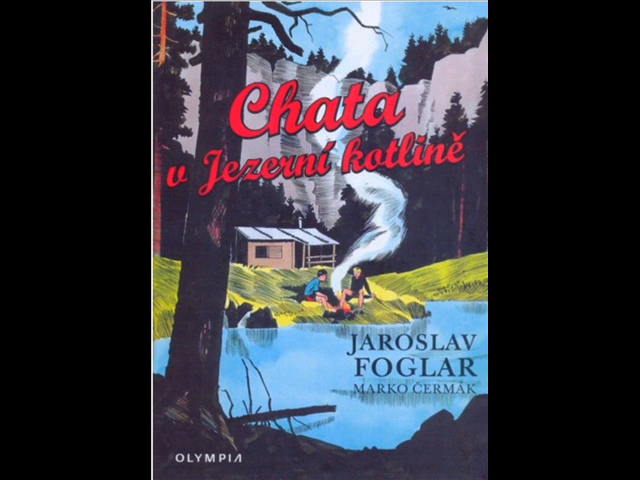 Chata
v Jezerní kotlině
JAROSLAV
FOGLAR
MARKO ČERMÁK
OLYMPIA